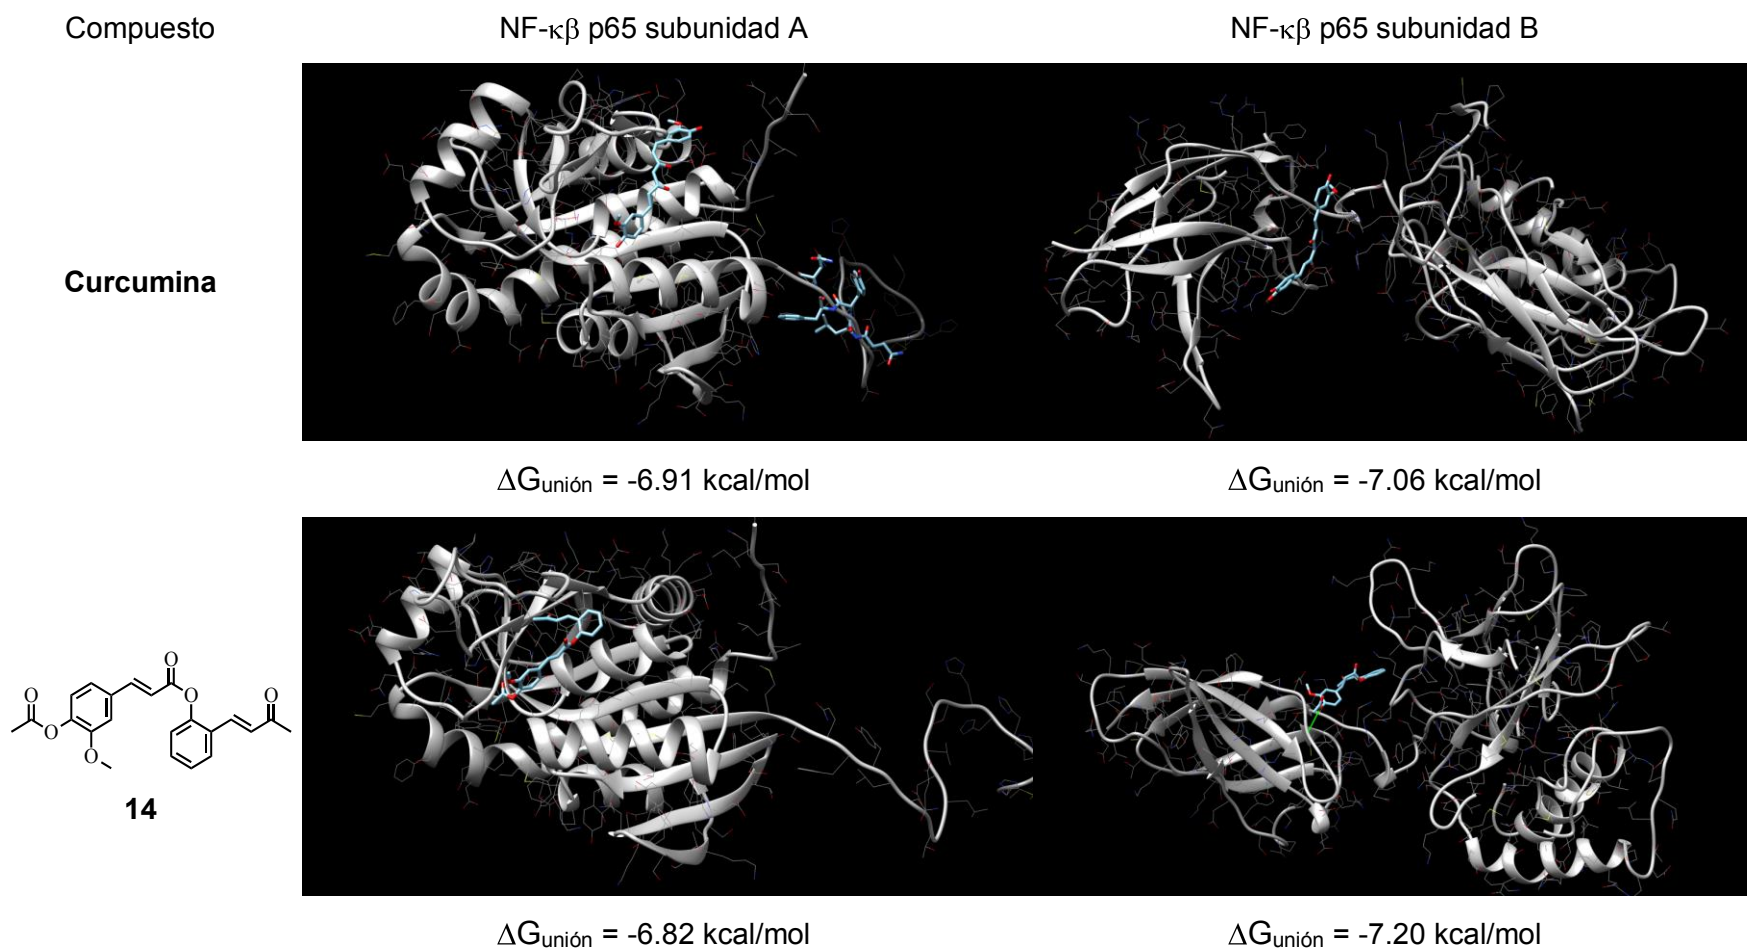 Compuesto NF-κβ p65 subunidad A NF-κβ p65 subunidad B
Curcumina
ΔGunión = -6.91 kcal/mol ΔGunión = -7.06 kcal/mol
O
O O
O
O
O
14
ΔGunión = -6.82 kcal/mol ΔGunión = -7.20 kcal/mol